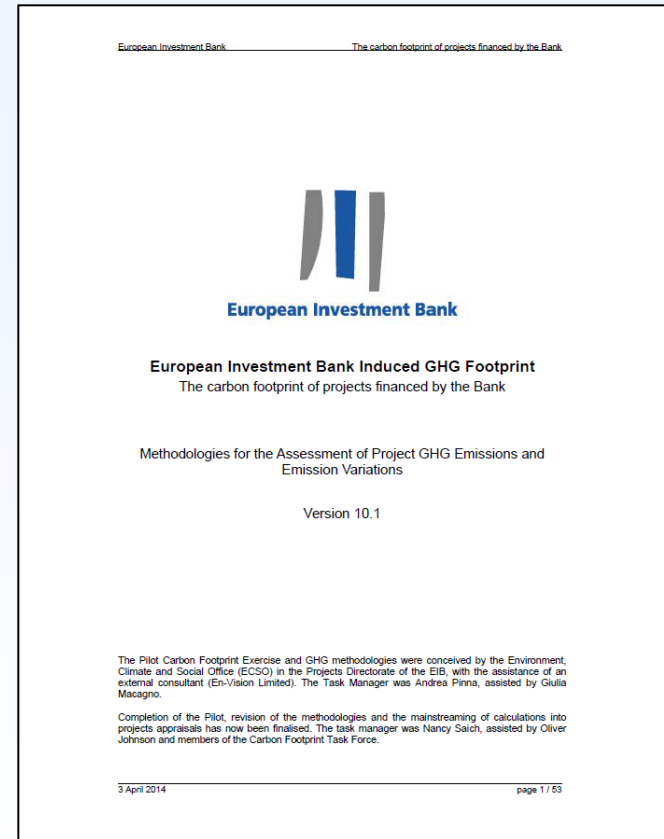 European Investment Bank The carbon footprint of projects financed by the Bank
European Investment Bank
European Investment Bank Induced GHG Footprint
The carbon footprint of projects financed by the Bank
Methodologies for the Assessment of Project GHG Emissions and
Emission Variations
Version 10.1
The Pilot Carbon Footprint Exercise and GHG methodologies were conceived by the Environment,
Climate and Social Office (ECSO) in the Projects Directorate of the EIB, with the assistance of an
external consultant (En-Vision Limited). The Task Manager was Andrea Pinna, assisted by Giulia
Macagno.
Completion of the Pilot, revision of the methodologies and the mainstreaming of calculations into
projects appraisals has now been finalised. The task manager was Nancy Saich, assisted by Oliver
Johnson and members of the Carbon Footprint Task Force.
3 April 2014 page 1 / 53